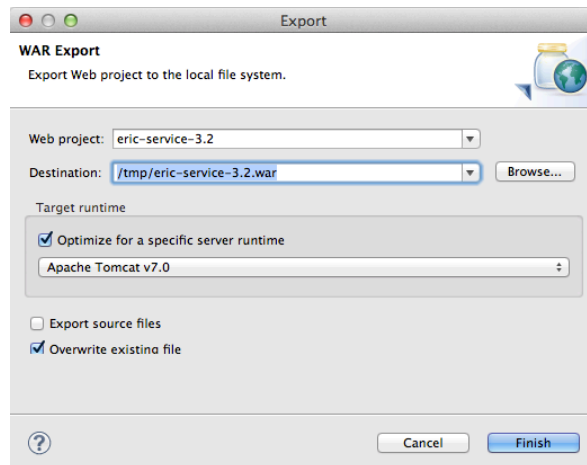 Export
WAR Export
Export Web project to the local file system.
Web project: eric-service-3.2
Destination: /tmp/eric-service-3.2.war Browse...
Target runtime
Optimize for a specific server runtime
Apache Tomcat v7.0
Export source files
Overwrite existing file
? Cancel Finish